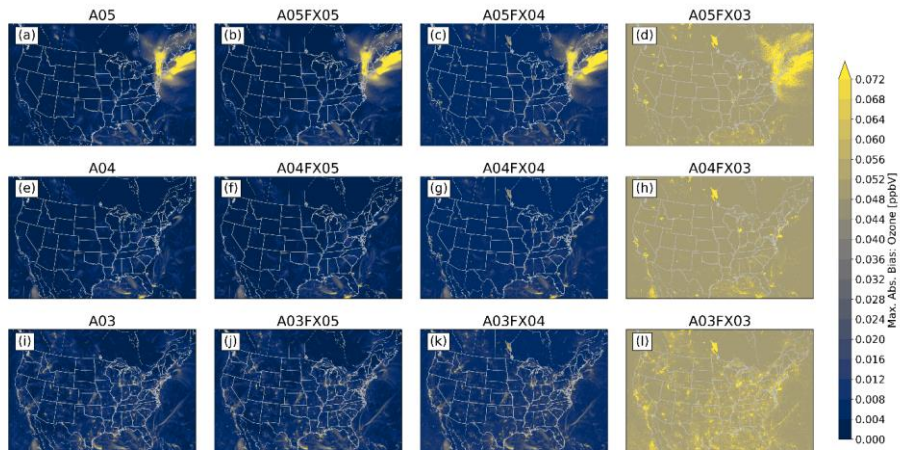 A05
A05FX05
A05FX04
A05FX03
(a)
(b)
(c)
(d)
A04
A04FX05
A04FX04
A04FX03
(e)
(f)
(g)
(h)
A03
A03FX05
A03FX04
A03FX03
(i)
(j)
(k)
(l)
0.072
0.068
0.064
0.060
0.056
0.052
0.048
0.044
0.040
0.036
0.032
0.028
0.024
0.020
0.016
0.012
0.008
0.004
0.000
Max. Abs. Bias: Ozone [ppbV]